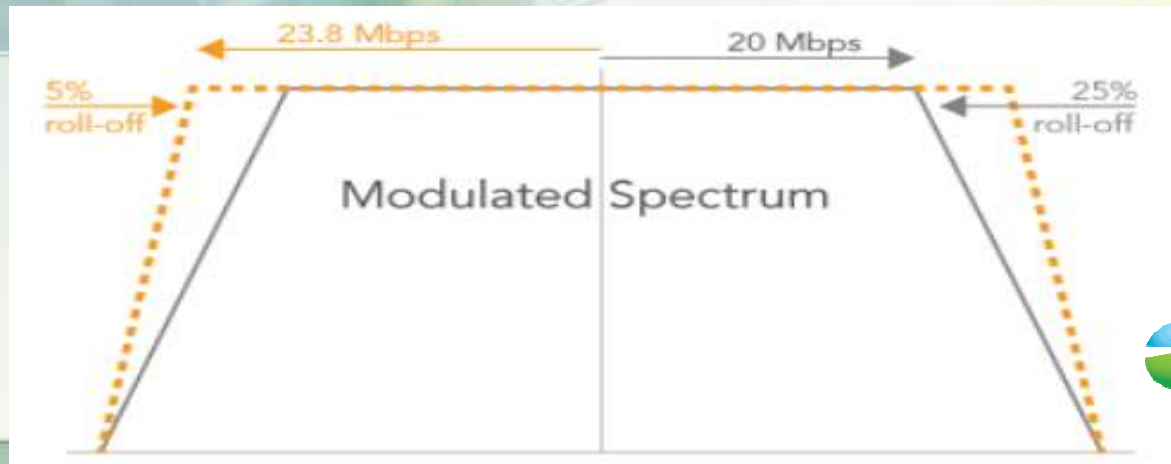 23.8 Mbps
20 Mbps
5%
roll-off
25%
roll-off
Modulated Spectrum